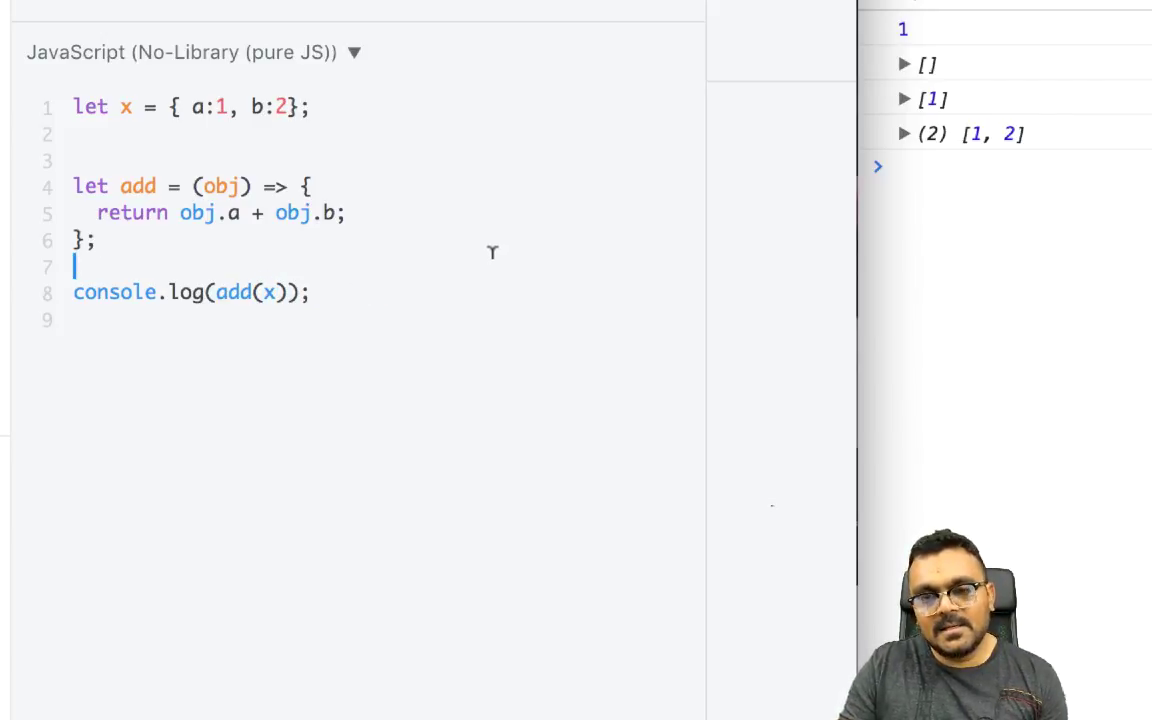 JavaScript (No-Library (pure JS)) ▼
1 let x = { a:1, b:2};
2
3
4 let add = (obj) => {
5   return obj.a + obj.b;
6 };
7
8 console.log(add(x));
9
1
▶ []
▶ [1]
▶ (2) [1, 2]
>